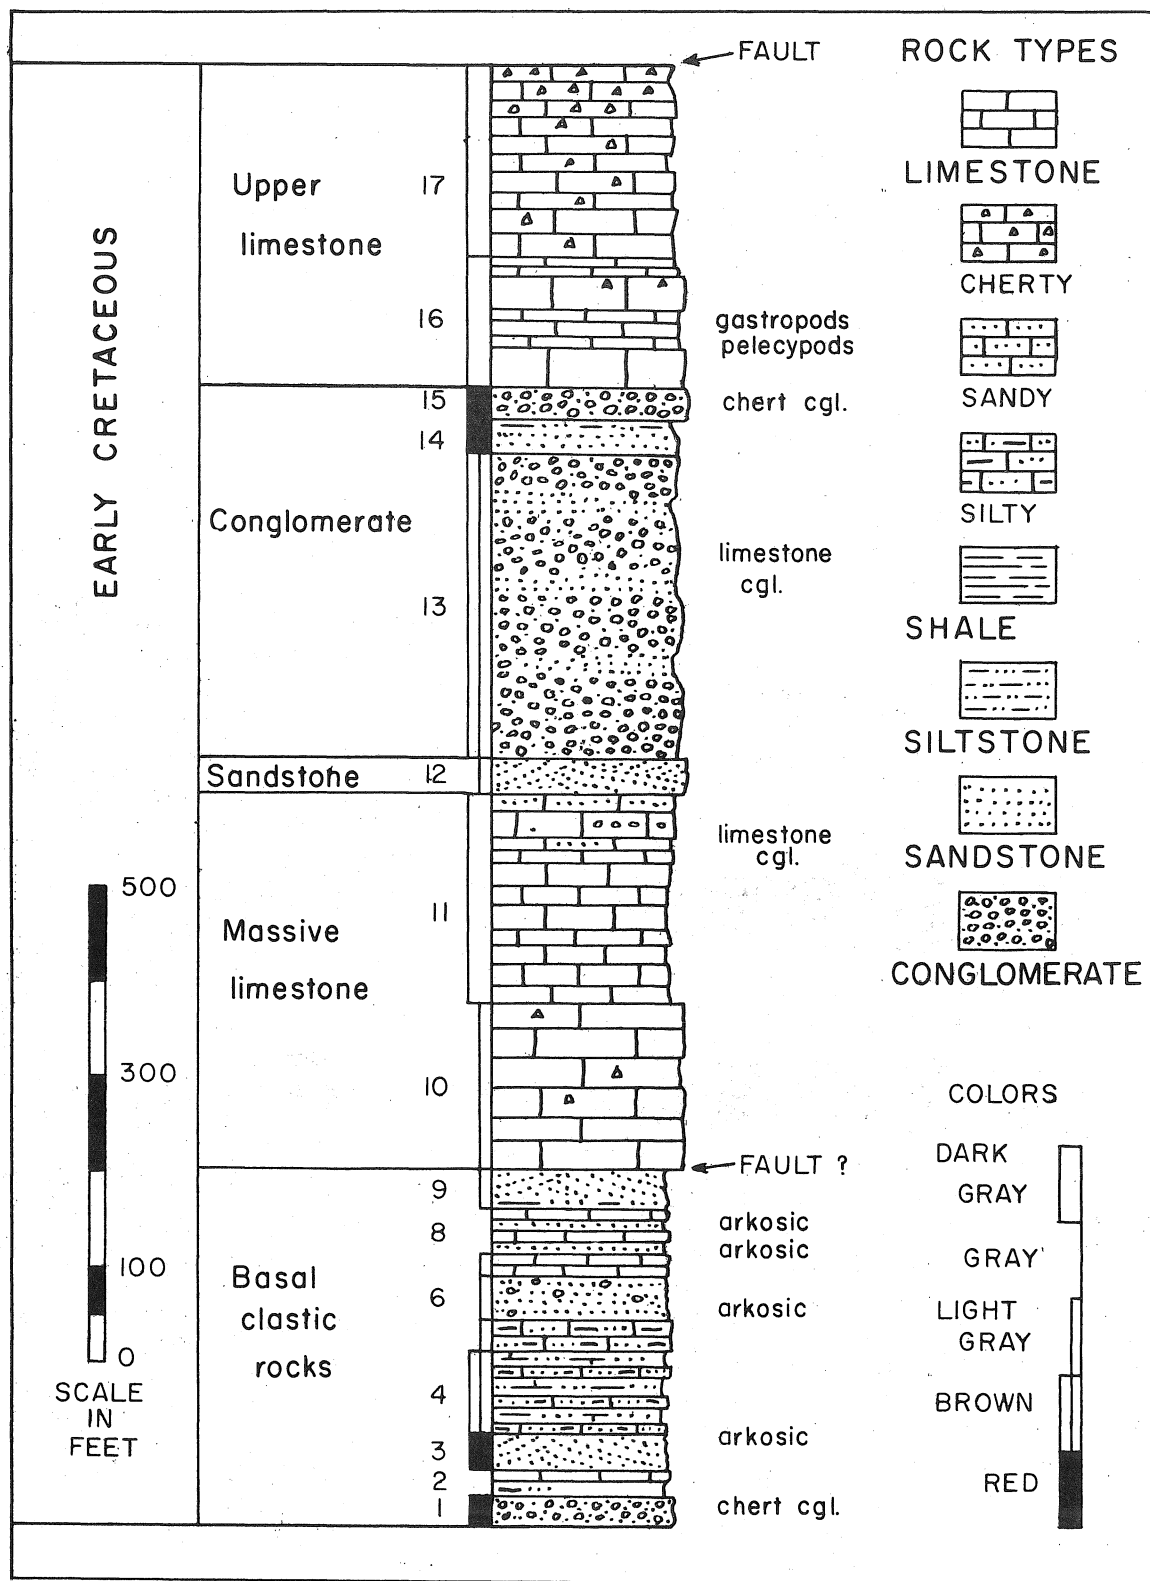 FAULT
EARLY CRETACEOUS
Upper
limestone
17
16
gastropods
pelecypods
15
chert cgl.
14
Conglomerate
limestone
cgl.
13
Sandstone
12
limestone
cgl.
11
Massive
limestone
10
FAULT ?
9
8
arkosic
arkosic
Basal
clastic
rocks
6
arkosic
4
arkosic
3
2
1
chert cgl.
500
300
100
0
SCALE
IN
FEET
ROCK TYPES
LIMESTONE
CHERTY
SANDY
SILTY
SHALE
SILTSTONE
SANDSTONE
CONGLOMERATE
COLORS
DARK
GRAY
GRAY
LIGHT
GRAY
BROWN
RED